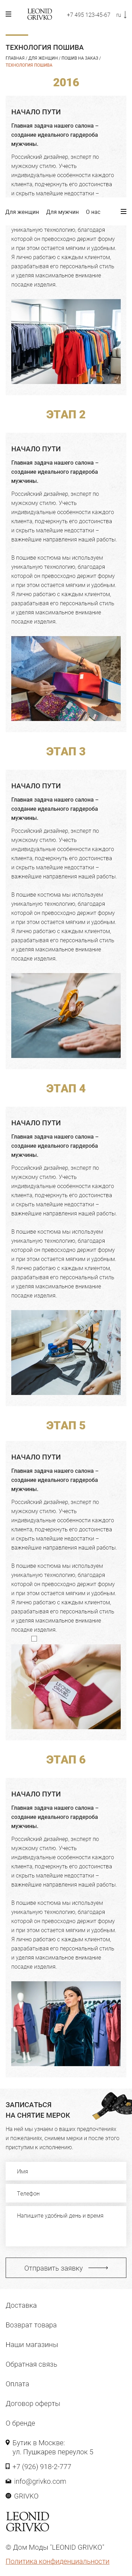 LEONID
GRIVKO
+7 495 123-45-67
ru
ТЕХНОЛОГИЯ ПОШИВА
ГЛАВНАЯ / ДЛЯ ЖЕНЩИН / ПОШИВ НА ЗАКАЗ /
ТЕХНОЛОГИЯ ПОШИВА
2016
НАЧАЛО ПУТИ
Главная задача нашего салона –
создание идеального гардероба
мужчины.
Российский дизайнер, эксперт по
мужскому стилю. Учесть
индивидуальные особенности каждого
клиента, подчеркнуть его достоинства
и скрыть малейшие недостатки –
Для женщин Для мужчин О нас
уникальную технологию, благодаря
которой он превосходно держит форму
и при этом остаётся мягким и удобным.
Я лично работаю с каждым клиентом,
разрабатывая его персональный стиль
и уделяя максимальное внимание
посадке изделия..
ЭТАП 2
НАЧАЛО ПУТИ
Главная задача нашего салона –
создание идеального гардероба
мужчины.
Российский дизайнер, эксперт по
мужскому стилю. Учесть
индивидуальные особенности каждого
клиента, подчеркнуть его достоинства
и скрыть малейшие недостатки –
важнейшие направления нашей работы.
В пошиве костюма мы используем
уникальную технологию, благодаря
которой он превосходно держит форму
и при этом остаётся мягким и удобным.
Я лично работаю с каждым клиентом,
разрабатывая его персональный стиль
и уделяя максимальное внимание
посадке изделия..
ЭТАП 3
НАЧАЛО ПУТИ
Главная задача нашего салона –
создание идеального гардероба
мужчины.
Российский дизайнер, эксперт по
мужскому стилю. Учесть
индивидуальные особенности каждого
клиента, подчеркнуть его достоинства
и скрыть малейшие недостатки –
важнейшие направления нашей работы.
В пошиве костюма мы используем
уникальную технологию, благодаря
которой он превосходно держит форму
и при этом остаётся мягким и удобным.
Я лично работаю с каждым клиентом,
разрабатывая его персональный стиль
и уделяя максимальное внимание
посадке изделия..
ЭТАП 4
НАЧАЛО ПУТИ
Главная задача нашего салона –
создание идеального гардероба
мужчины.
Российский дизайнер, эксперт по
мужскому стилю. Учесть
индивидуальные особенности каждого
клиента, подчеркнуть его достоинства
и скрыть малейшие недостатки –
важнейшие направления нашей работы.
В пошиве костюма мы используем
уникальную технологию, благодаря
которой он превосходно держит форму
и при этом остаётся мягким и удобным.
Я лично работаю с каждым клиентом,
разрабатывая его персональный стиль
и уделяя максимальное внимание
посадке изделия..
ЭТАП 5
НАЧАЛО ПУТИ
Главная задача нашего салона –
создание идеального гардероба
мужчины.
Российский дизайнер, эксперт по
мужскому стилю. Учесть
индивидуальные особенности каждого
клиента, подчеркнуть его достоинства
и скрыть малейшие недостатки –
важнейшие направления нашей работы.
В пошиве костюма мы используем
уникальную технологию, благодаря
которой он превосходно держит форму
и при этом остаётся мягким и удобным.
Я лично работаю с каждым клиентом,
разрабатывая его персональный стиль
и уделяя максимальное внимание
посадке изделия..
LEONID
GRIVKO
ЭТАП 6
НАЧАЛО ПУТИ
Главная задача нашего салона –
создание идеального гардероба
мужчины.
Российский дизайнер, эксперт по
мужскому стилю. Учесть
индивидуальные особенности каждого
клиента, подчеркнуть его достоинства
и скрыть малейшие недостатки –
важнейшие направления нашей работы.
В пошиве костюма мы используем
уникальную технологию, благодаря
которой он превосходно держит форму
и при этом остаётся мягким и удобным.
Я лично работаю с каждым клиентом,
разрабатывая его персональный стиль
и уделяя максимальное внимание
посадке изделия..
ЗАПИСАТЬСЯ
НА СНЯТИЕ МЕРОК
На ней мы узнаем о ваших предпочтениях
и пожеланиях, снимем мерки и после этого
приступим к исполнению.
Имя
Телефон
Напишите удобный день и время
Отправить заявку
Доставка
Возврат товара
Наши магазины
Обратная связь
Оплата
Договор оферты
О бренде
Бутик в Москве:
ул. Пушкарев переулок 5
+7 (926) 918-2-777
info@grivko.com
GRIVKO
LEONID
GRIVKO
© Дом Моды "LEONID GRIVKO"
Политика конфиденциальности